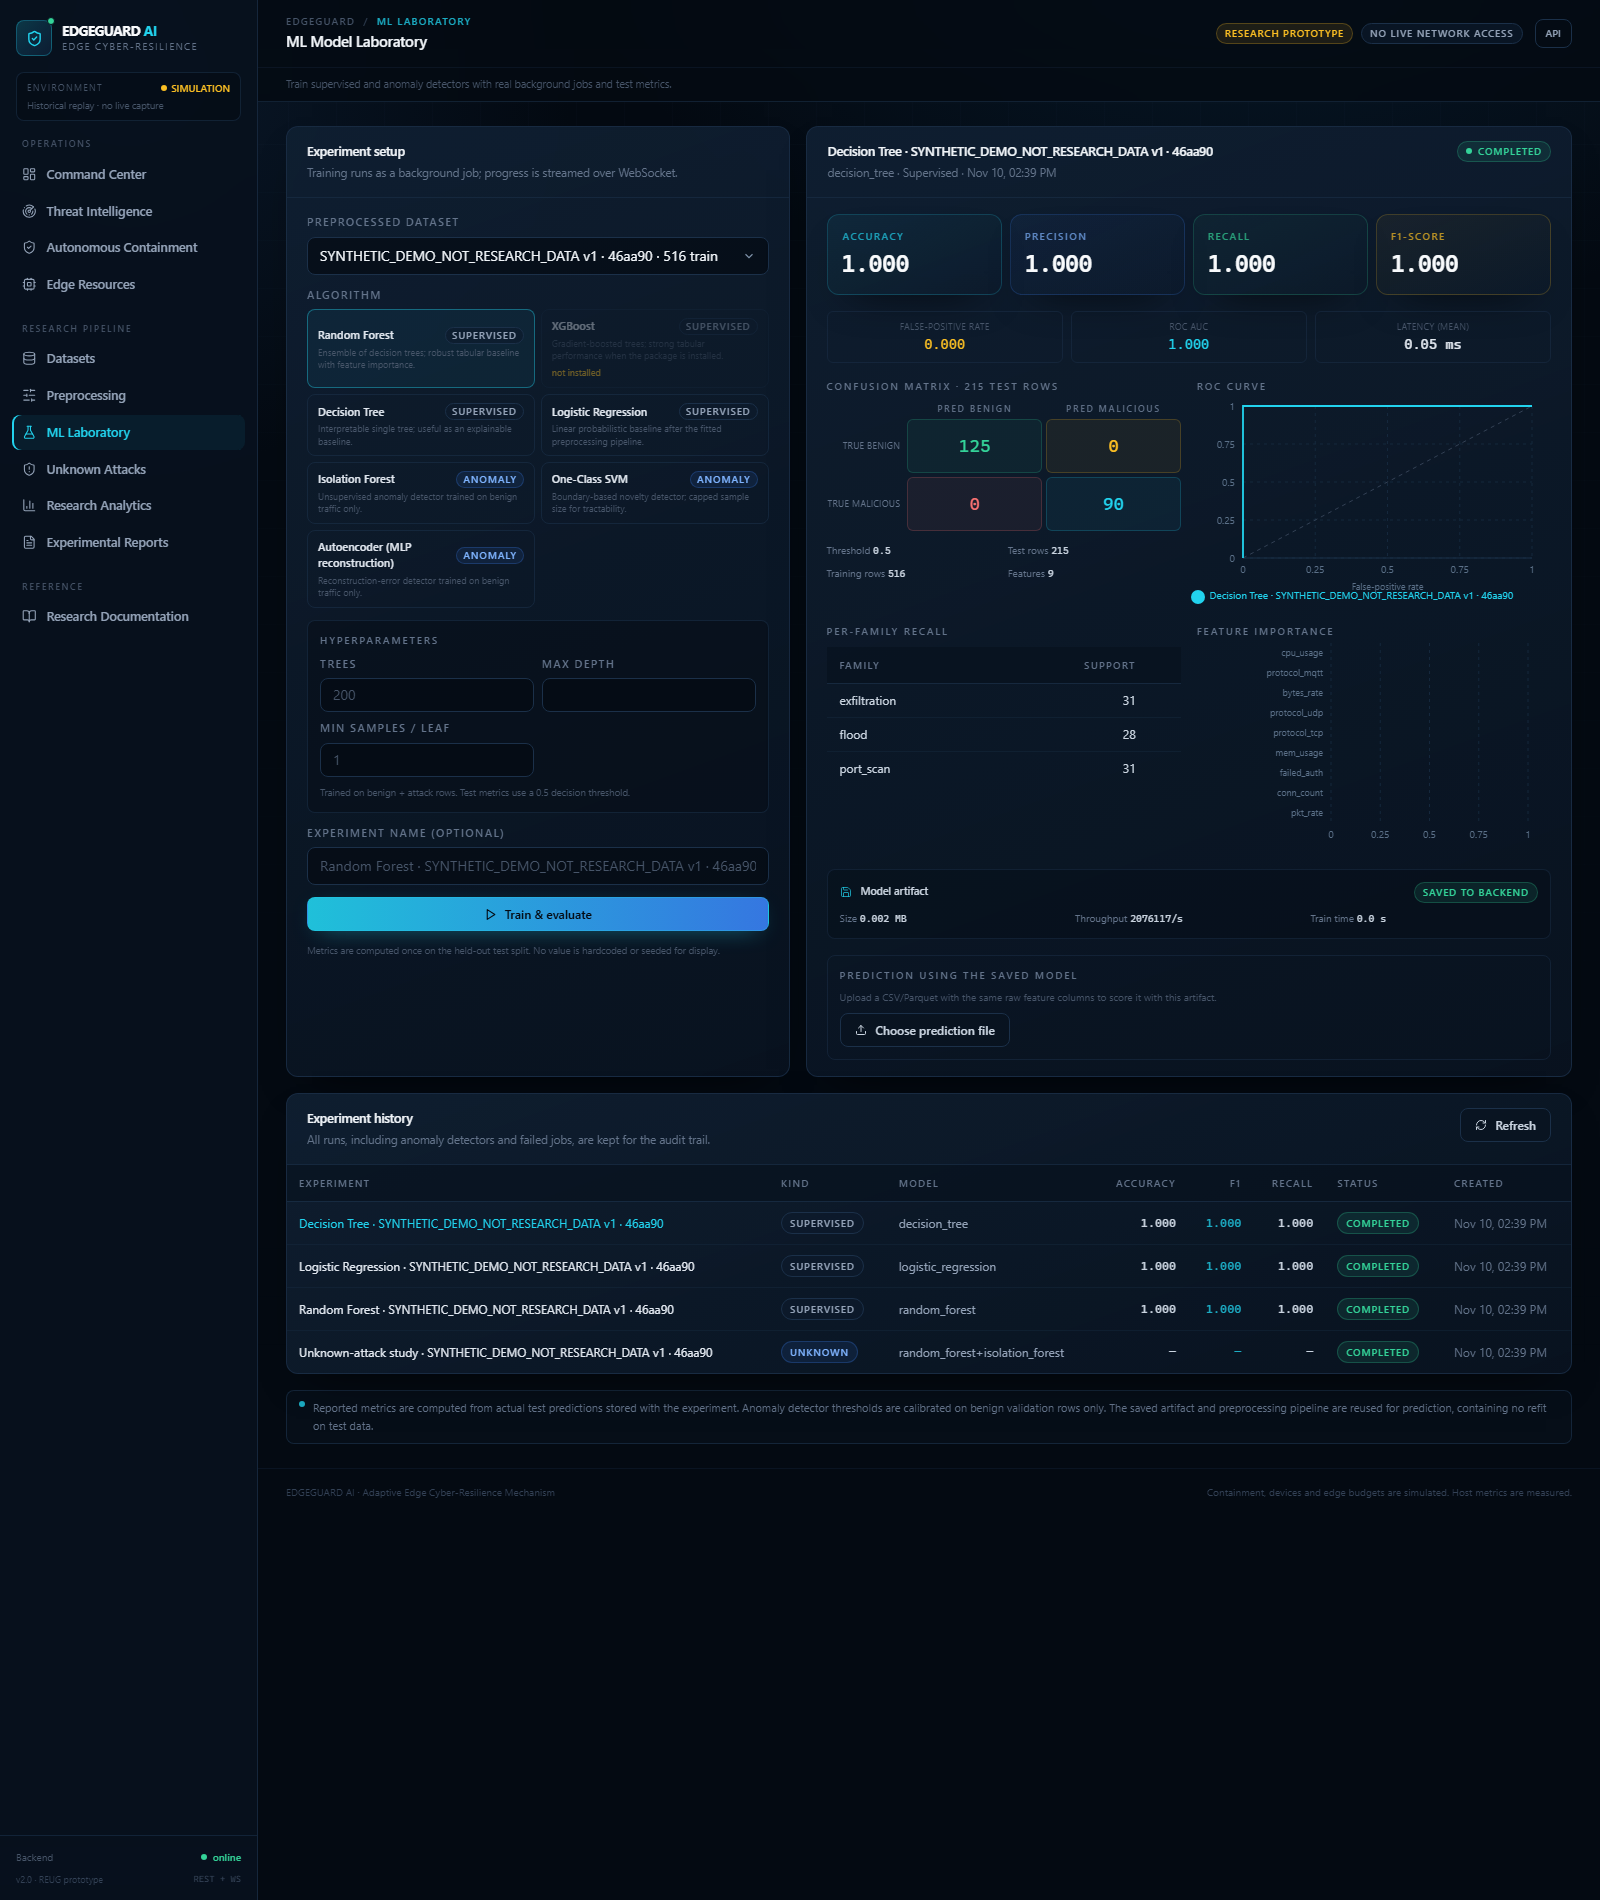 EDGEGUARD AI
EDGE CYBER-RESILIENCE
ENVIRONMENT
SIMULATION
Historical replay · no live capture
OPERATIONS
Command Center
Threat Intelligence
Autonomous Containment
Edge Resources
RESEARCH PIPELINE
Datasets
Preprocessing
ML Laboratory
Unknown Attacks
Research Analytics
Experimental Reports
REFERENCE
Research Documentation
Backend
online
v2.0 · REUG prototype
REST + WS
EDGEGUARD / ML LABORATORY
ML Model Laboratory
RESEARCH PROTOTYPE
NO LIVE NETWORK ACCESS
API
Train supervised and anomaly detectors with real background jobs and test metrics.
Experiment setup
Training runs as a background job; progress is streamed over WebSocket.
PREPROCESSED DATASET
SYNTHETIC_DEMO_NOT_RESEARCH_DATA v1 · 46aa90 · 516 train
ALGORITHM
Random Forest
SUPERVISED
Ensemble of decision trees: robust tabular baseline
with feature importance.
XGBoost
SUPERVISED
Gradient-boosted trees: strong tabular
performance when the package is installed.
not installed
Decision Tree
SUPERVISED
Interpretable single tree; useful as an explainable
baseline.
Logistic Regression
SUPERVISED
Linear probabilistic baseline after the fitted
preprocessing pipeline.
Isolation Forest
ANOMALY
Unsupervised anomaly detector trained on benign
traffic only.
One-Class SVM
ANOMALY
Boundary-based novelty detector: capped sample
size for tractability.
Autoencoder (MLP
reconstruction)
ANOMALY
Reconstruction-error detector trained on benign
traffic only.
HYPERPARAMETERS
TREES
MAX DEPTH
200
MIN SAMPLES / LEAF
1
Trained on benign + attack rows. Test metrics use a 0.5 decision threshold.
EXPERIMENT NAME (OPTIONAL)
Random Forest · SYNTHETIC_DEMO_NOT_RESEARCH_DATA v1 · 46aa90
Train & evaluate
Metrics are computed once on the held-out test split. No value is hardcoded or seeded for display.
Decision Tree · SYNTHETIC_DEMO_NOT_RESEARCH_DATA v1 · 46aa90
COMPLETED
decision_tree · Supervised · Nov 10, 02:39 PM
ACCURACY
1.000
PRECISION
1.000
RECALL
1.000
F1-SCORE
1.000
FALSE-POSITIVE RATE
0.000
ROC AUC
1.000
LATENCY (MEAN)
0.05 ms
CONFUSION MATRIX · 215 TEST ROWS
PRED BENIGN
PRED MALICIOUS
TRUE BENIGN
125
0
TRUE MALICIOUS
0
90
Threshold 0.5
Test rows 215
Training rows 516
Features 9
ROC CURVE
1
0.75
0.5
0.25
0
0
0.25
0.5
0.75
1
False-positive rate
Decision Tree · SYNTHETIC_DEMO_NOT_RESEARCH_DATA v1 · 46aa90
PER-FAMILY RECALL
FAMILY
SUPPORT
exfiltration
31
flood
28
port_scan
31
FEATURE IMPORTANCE
cpu_usage
protocol_mqtt
bytes_rate
protocol_udp
protocol_tcp
mem_usage
failed_auth
conn_count
pkt_rate
0
0.25
0.5
0.75
1
Model artifact
SAVED TO BACKEND
Size 0.002 MB
Throughput 2076117/s
Train time 0.0 s
PREDICTION USING THE SAVED MODEL
Upload a CSV/Parquet with the same raw feature columns to score it with this artifact.
Choose prediction file
Experiment history
All runs, including anomaly detectors and failed jobs, are kept for the audit trail.
Refresh
EXPERIMENT KIND MODEL ACCURACY F1 RECALL STATUS CREATED
Decision Tree · SYNTHETIC_DEMO_NOT_RESEARCH_DATA v1 · 46aa90 SUPERVISED decision_tree 1.000 1.000 1.000 COMPLETED Nov 10, 02:39 PM
Logistic Regression · SYNTHETIC_DEMO_NOT_RESEARCH_DATA v1 · 46aa90 SUPERVISED logistic_regression 1.000 1.000 1.000 COMPLETED Nov 10, 02:39 PM
Random Forest · SYNTHETIC_DEMO_NOT_RESEARCH_DATA v1 · 46aa90 SUPERVISED random_forest 1.000 1.000 1.000 COMPLETED Nov 10, 02:39 PM
Unknown-attack study · SYNTHETIC_DEMO_NOT_RESEARCH_DATA v1 · 46aa90 UNKNOWN random_forest+isolation_forest — — — COMPLETED Nov 10, 02:39 PM
Reported metrics are computed from actual test predictions stored with the experiment. Anomaly detector thresholds are calibrated on benign validation rows only. The saved artifact and preprocessing pipeline are reused for prediction, containing no refit
on test data.
EDGEGUARD AI · Adaptive Edge Cyber-Resilience Mechanism
Containment, devices and edge budgets are simulated. Host metrics are measured.